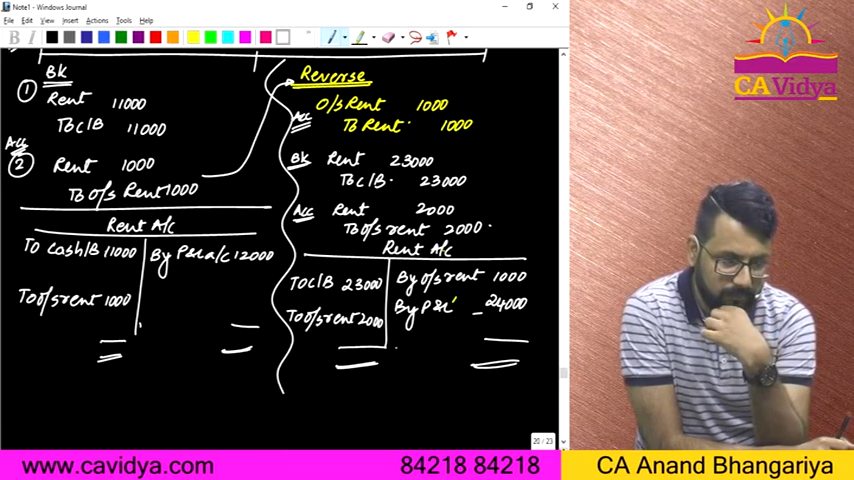 Note1 - Windows Journal
File Edit View Insert Actions Tools Help
B I
① BK
Rent 11000
To C/B 11000
Acc
② Rent 1000
To O/s Rent 1000
Rent A/c
To Cash/B 11000 By P&L a/c 12000
To o/s rent 1000
Reverse
Acc O/s Rent 1000
To Rent. 1000
BK Rent 23000
To C/B. 23000
Acc Rent 2000
To o/s rent 2000.
Rent A/c
To C/B 23000 By o/s rent 1000
To o/s rent 2000 By P&L 24000
20 / 23
CA Vidya
www.cavidya.com 84218 84218 CA Anand Bhangariya